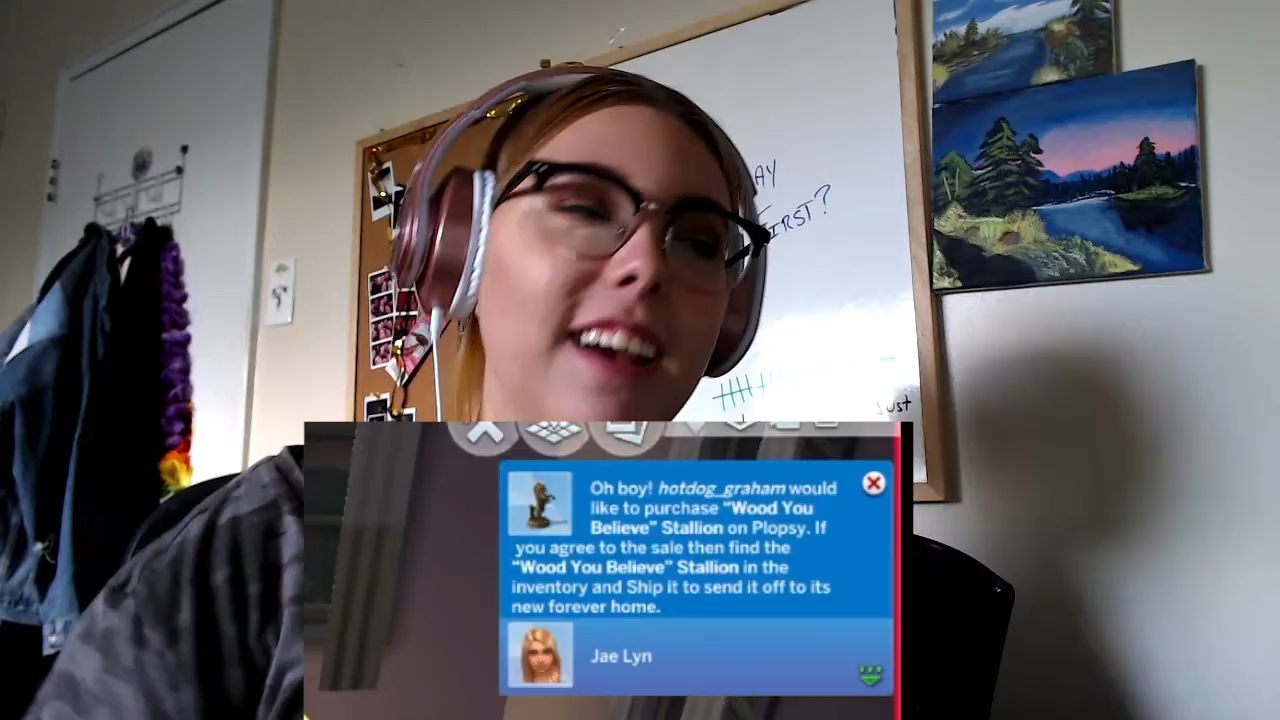 AY
FIRST?
Just
Oh boy! hotdog_graham would
like to purchase "Wood You
Believe" Stallion on Plopsy. If
you agree to the sale then find the
"Wood You Believe" Stallion in the
inventory and Ship it to send it off to its
new forever home.
Jae Lyn